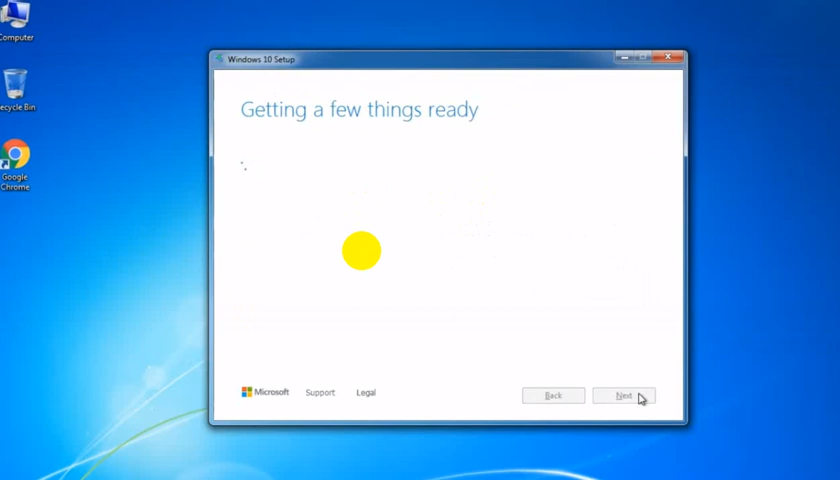 Computer
Recycle Bin
Google
Chrome
Windows 10 Setup
Getting a few things ready
Microsoft
Support
Legal
Back
Next